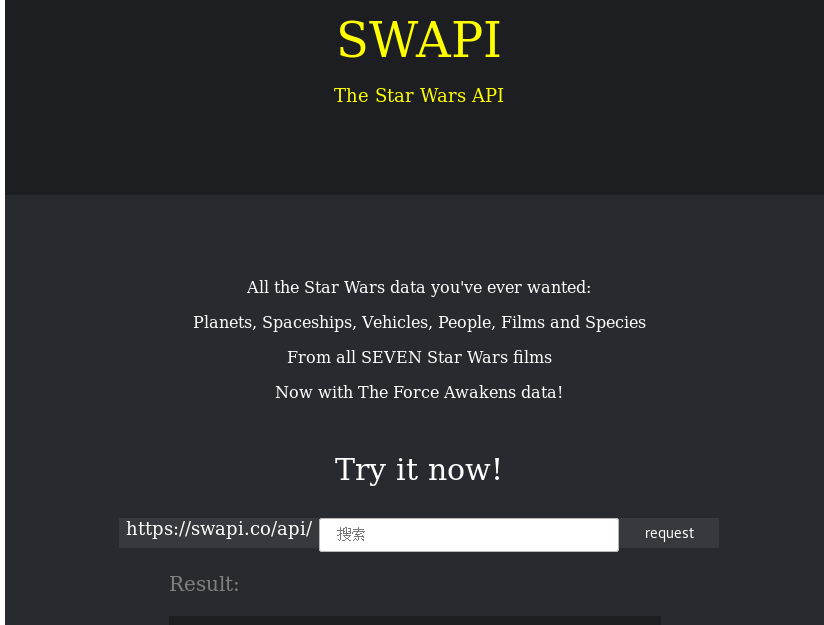 SWAPI
The Star Wars API
All the Star Wars data you've ever wanted:
Planets, Spaceships, Vehicles, People, Films and Species
From all SEVEN Star Wars films
Now with The Force Awakens data!
Try it now!
https://swapi.co/api/ 搜索 request
Result: